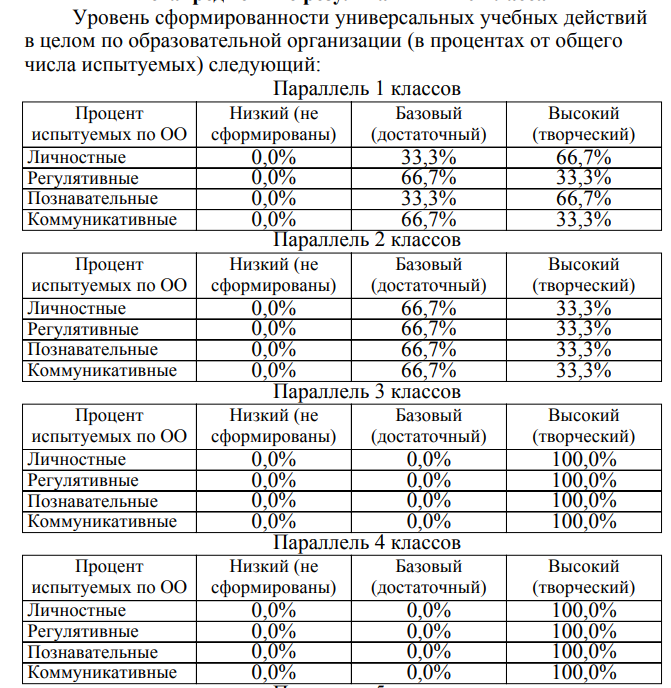 Уровень сформированности универсальных учебных действий
в целом по образовательной организации (в процентах от общего
числа испытуемых) следующий:
Параллель 1 классов
Процент испытуемых по ОО Низкий (не сформированы) Базовый (достаточный) Высокий (творческий)
Личностные 0,0% 33,3% 66,7%
Регулятивные 0,0% 66,7% 33,3%
Познавательные 0,0% 33,3% 66,7%
Коммуникативные 0,0% 66,7% 33,3%
Параллель 2 классов
Процент испытуемых по ОО Низкий (не сформированы) Базовый (достаточный) Высокий (творческий)
Личностные 0,0% 66,7% 33,3%
Регулятивные 0,0% 66,7% 33,3%
Познавательные 0,0% 66,7% 33,3%
Коммуникативные 0,0% 66,7% 33,3%
Параллель 3 классов
Процент испытуемых по ОО Низкий (не сформированы) Базовый (достаточный) Высокий (творческий)
Личностные 0,0% 0,0% 100,0%
Регулятивные 0,0% 0,0% 100,0%
Познавательные 0,0% 0,0% 100,0%
Коммуникативные 0,0% 0,0% 100,0%
Параллель 4 классов
Процент испытуемых по ОО Низкий (не сформированы) Базовый (достаточный) Высокий (творческий)
Личностные 0,0% 0,0% 100,0%
Регулятивные 0,0% 0,0% 100,0%
Познавательные 0,0% 0,0% 100,0%
Коммуникативные 0,0% 0,0% 100,0%